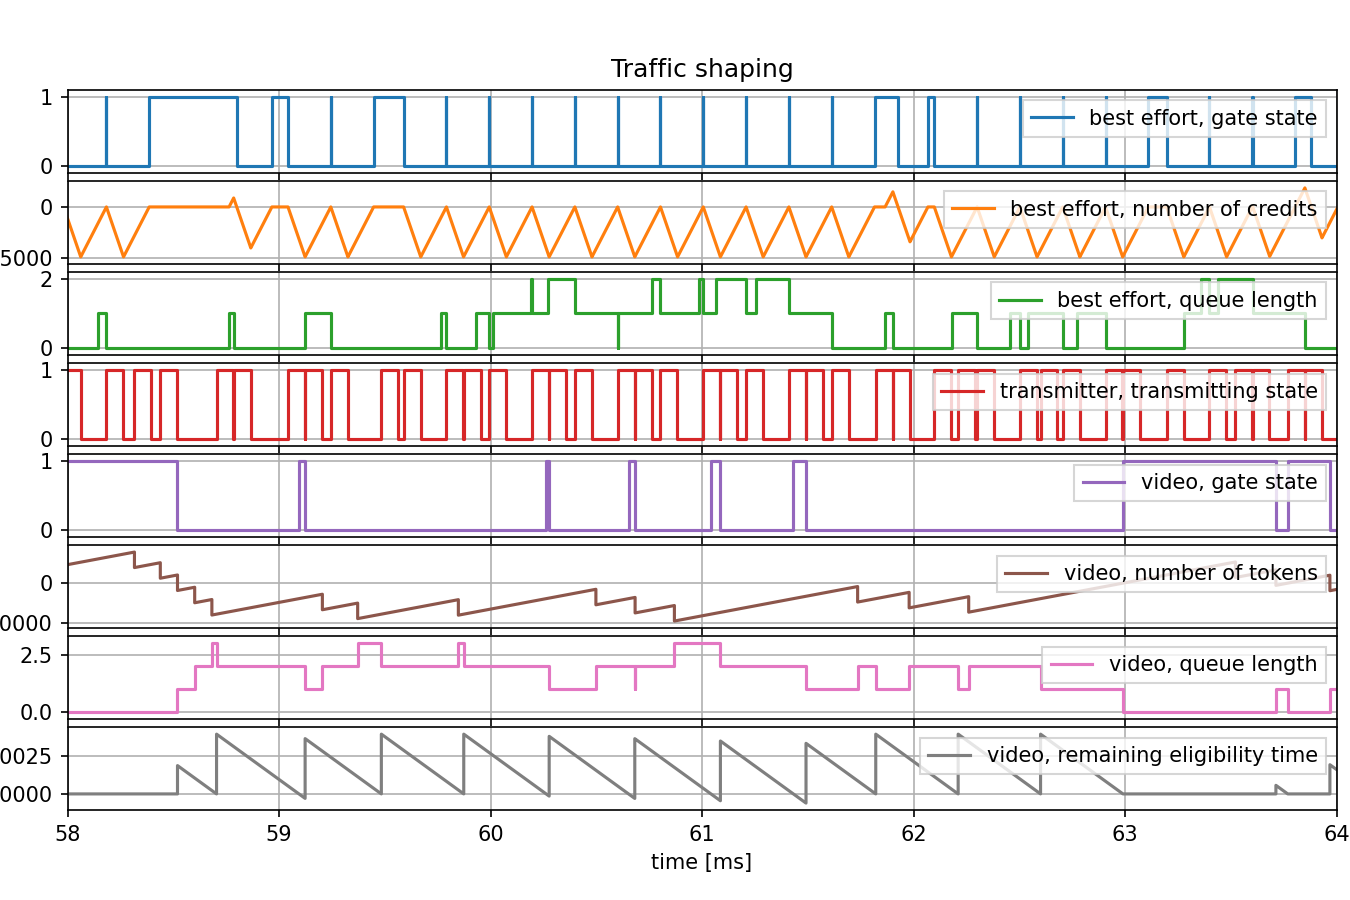 Traffic shaping
1
best effort, gate state
0
0
best effort, number of credits
5000
2
best effort, queue length
0
1
transmitter, transmitting state
0
1
video, gate state
0
0
video, number of tokens
0000
2.5
video, queue length
0.0
0025
video, remaining eligibility time
0000
58 59 60 61 62 63 64
time [ms]